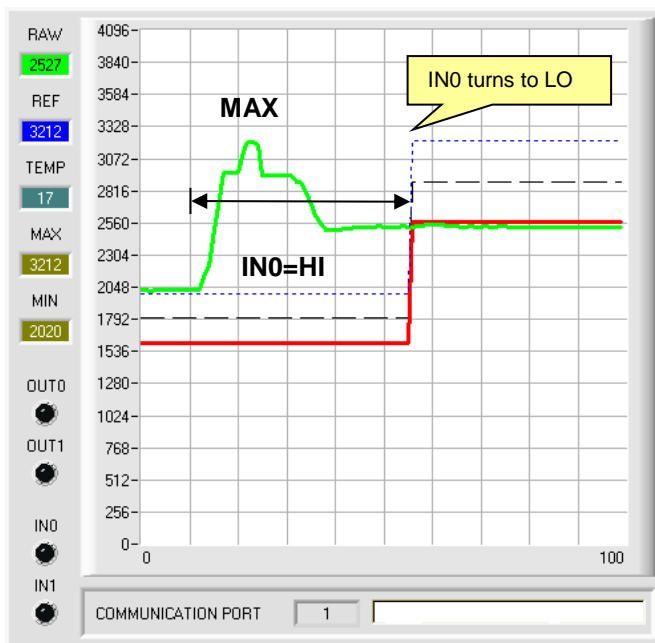 RAW
2527
REF
3212
TEMP
17
MAX
3212
MIN
2020
OUT0
OUT1
IN0
IN1
4096
3840
3584
3328
3072
2816
2560
2304
2048
1792
1536
1280
1024
768
512
256
0
MAX
IN0 turns to LO
IN0=HI
0 100
COMMUNICATION PORT 1